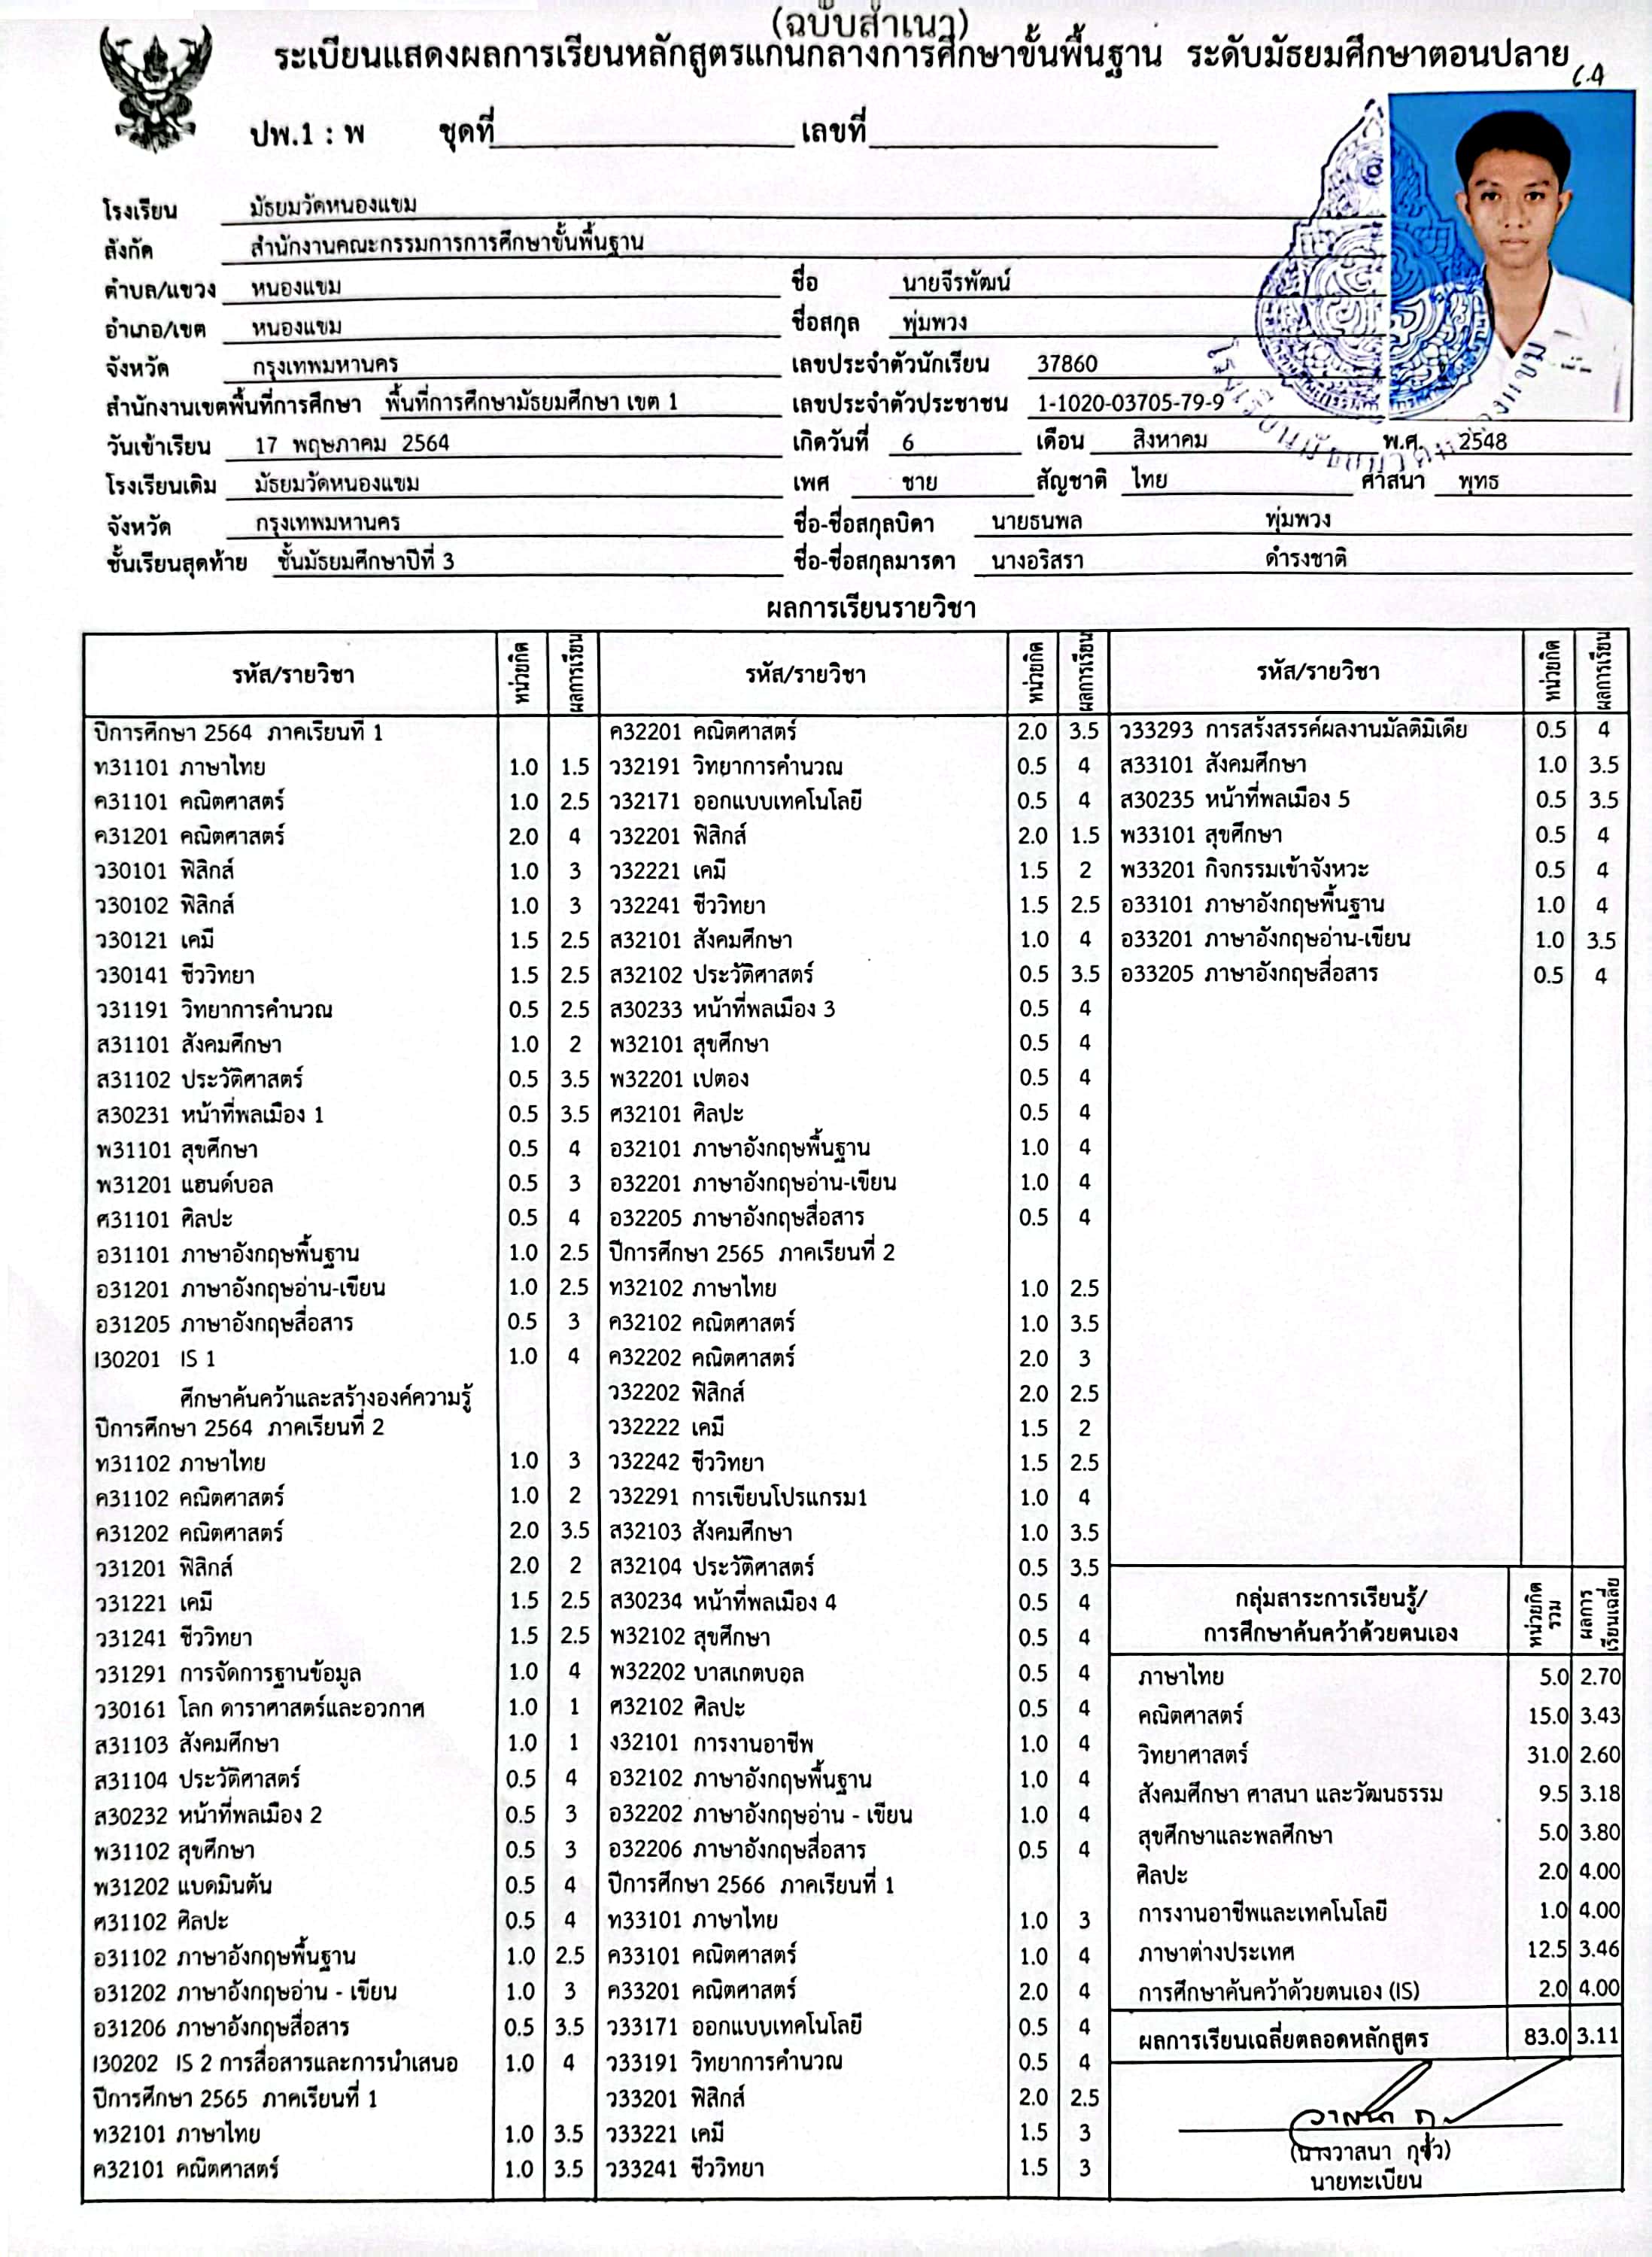 (ฉบับสำเนา)
ระเบียนแสดงผลการเรียนหลักสูตรแกนกลางการศึกษาขั้นพื้นฐาน ระดับมัธยมศึกษาตอนปลาย
ปพ.1 : พ ชุดที่ เลขที่
โรงเรียน มัธยมวัดหนองแขม
สังกัด สำนักงานคณะกรรมการการศึกษาขั้นพื้นฐาน
ตำบล/แขวง หนองแขม
อำเภอ/เขต หนองแขม
จังหวัด กรุงเทพมหานคร
สำนักงานเขตพื้นที่การศึกษา พื้นที่การศึกษามัธยมศึกษา เขต 1
วันเข้าเรียน 17 พฤษภาคม 2564
โรงเรียนเดิม มัธยมวัดหนองแขม
จังหวัด กรุงเทพมหานคร
ชั้นเรียนสุดท้าย ชั้นมัธยมศึกษาปีที่ 3
ชื่อ นายจีรพัฒน์
ชื่อสกุล พุ่มพวง
เลขประจำตัวนักเรียน 37860
เลขประจำตัวประชาชน 1-1020-03705-79-9
เกิดวันที่ 6 เดือน สิงหาคม พ.ศ. 2548
เพศ ชาย สัญชาติ ไทย ศาสนา พุทธ
ชื่อ-ชื่อสกุลบิดา นายธนพล พุ่มพวง
ชื่อ-ชื่อสกุลมารดา นางอริสรา ดำรงชาติ
ผลการเรียนรายวิชา
รหัส/รายวิชา หน่วยกิต ผลการเรียน
ปีการศึกษา 2564 ภาคเรียนที่ 1
ท31101 ภาษาไทย 1.0 1.5
ค31101 คณิตศาสตร์ 1.0 2.5
ค31201 คณิตศาสตร์ 2.0 4
ว30101 ฟิสิกส์ 1.0 3
ว30102 ฟิสิกส์ 1.0 3
ว30121 เคมี 1.5 2.5
ว30141 ชีววิทยา 1.5 2.5
ว31191 วิทยาการคำนวณ 0.5 2.5
ส31101 สังคมศึกษา 1.0 2
ส31102 ประวัติศาสตร์ 0.5 3.5
ส30231 หน้าที่พลเมือง 1 0.5 3.5
พ31101 สุขศึกษา 0.5 4
พ31201 แฮนด์บอล 0.5 3
ศ31101 ศิลปะ 0.5 4
อ31101 ภาษาอังกฤษพื้นฐาน 1.0 2.5
อ31201 ภาษาอังกฤษอ่าน-เขียน 1.0 2.5
อ31205 ภาษาอังกฤษสื่อสาร 0.5 3
I30201 IS 1 1.0 4
ศึกษาค้นคว้าและสร้างองค์ความรู้
ปีการศึกษา 2564 ภาคเรียนที่ 2
ท31102 ภาษาไทย 1.0 3
ค31102 คณิตศาสตร์ 1.0 2
ค31202 คณิตศาสตร์ 2.0 3.5
ว31201 ฟิสิกส์ 2.0 2
ว31221 เคมี 1.5 2.5
ว31241 ชีววิทยา 1.5 2.5
ว31291 การจัดการฐานข้อมูล 1.0 4
ว30161 โลก ดาราศาสตร์และอวกาศ 1.0 1
ส31103 สังคมศึกษา 1.0 1
ส31104 ประวัติศาสตร์ 0.5 4
ส30232 หน้าที่พลเมือง 2 0.5 3
พ31102 สุขศึกษา 0.5 3
พ31202 แบดมินตัน 0.5 4
ศ31102 ศิลปะ 0.5 4
อ31102 ภาษาอังกฤษพื้นฐาน 1.0 2.5
อ31202 ภาษาอังกฤษอ่าน - เขียน 1.0 3
อ31206 ภาษาอังกฤษสื่อสาร 0.5 3.5
I30202 IS 2 การสื่อสารและการนำเสนอ 1.0 4
ปีการศึกษา 2565 ภาคเรียนที่ 1
ท32101 ภาษาไทย 1.0 3.5
ค32101 คณิตศาสตร์ 1.0 3.5
รหัส/รายวิชา หน่วยกิต ผลการเรียน
ค32201 คณิตศาสตร์ 2.0 3.5
ว32191 วิทยาการคำนวณ 0.5 4
ว32171 ออกแบบเทคโนโลยี 0.5 4
ว32201 ฟิสิกส์ 2.0 1.5
ว32221 เคมี 1.5 2
ว32241 ชีววิทยา 1.5 2.5
ส32101 สังคมศึกษา 1.0 4
ส32102 ประวัติศาสตร์ 0.5 3.5
ส30233 หน้าที่พลเมือง 3 0.5 4
พ32101 สุขศึกษา 0.5 4
พ32201 เปตอง 0.5 4
ศ32101 ศิลปะ 0.5 4
อ32101 ภาษาอังกฤษพื้นฐาน 1.0 4
อ32201 ภาษาอังกฤษอ่าน-เขียน 1.0 4
อ32205 ภาษาอังกฤษสื่อสาร 0.5 4
ปีการศึกษา 2565 ภาคเรียนที่ 2
ท32102 ภาษาไทย 1.0 2.5
ค32102 คณิตศาสตร์ 1.0 3.5
ค32202 คณิตศาสตร์ 2.0 3
ว32202 ฟิสิกส์ 2.0 2.5
ว32222 เคมี 1.5 2
ว32242 ชีววิทยา 1.5 2.5
ว32291 การเขียนโปรแกรม1 1.0 4
ส32103 สังคมศึกษา 1.0 3.5
ส32104 ประวัติศาสตร์ 0.5 3.5
ส30234 หน้าที่พลเมือง 4 0.5 4
พ32102 สุขศึกษา 0.5 4
พ32202 บาสเกตบอล 0.5 4
ศ32102 ศิลปะ 0.5 4
ง32101 การงานอาชีพ 1.0 4
อ32102 ภาษาอังกฤษพื้นฐาน 1.0 4
อ32202 ภาษาอังกฤษอ่าน - เขียน 1.0 4
อ32206 ภาษาอังกฤษสื่อสาร 0.5 4
ปีการศึกษา 2566 ภาคเรียนที่ 1
ท33101 ภาษาไทย 1.0 3
ค33101 คณิตศาสตร์ 1.0 4
ค33201 คณิตศาสตร์ 2.0 4
ว33171 ออกแบบเทคโนโลยี 0.5 4
ว33191 วิทยาการคำนวณ 0.5 4
ว33201 ฟิสิกส์ 2.0 2.5
ว33221 เคมี 1.5 3
ว33241 ชีววิทยา 1.5 3
รหัส/รายวิชา หน่วยกิต ผลการเรียน
ว33293 การสร้งสรรค์ผลงานมัลติมิเดีย 0.5 4
ส33101 สังคมศึกษา 1.0 3.5
ส30235 หน้าที่พลเมือง 5 0.5 3.5
พ33101 สุขศึกษา 0.5 4
พ33201 กิจกรรมเข้าจังหวะ 0.5 4
อ33101 ภาษาอังกฤษพื้นฐาน 1.0 4
อ33201 ภาษาอังกฤษอ่าน-เขียน 1.0 3.5
อ33205 ภาษาอังกฤษสื่อสาร 0.5 4
กลุ่มสาระการเรียนรู้/
การศึกษาค้นคว้าด้วยตนเอง
หน่วยกิตรวม
ผลการเรียนเฉลี่ย
ภาษาไทย 5.0 2.70
คณิตศาสตร์ 15.0 3.43
วิทยาศาสตร์ 31.0 2.60
สังคมศึกษา ศาสนา และวัฒนธรรม 9.5 3.18
สุขศึกษาและพลศึกษา 5.0 3.80
ศิลปะ 2.0 4.00
การงานอาชีพและเทคโนโลยี 1.0 4.00
ภาษาต่างประเทศ 12.5 3.46
การศึกษาค้นคว้าด้วยตนเอง (IS) 2.0 4.00
ผลการเรียนเฉลี่ยตลอดหลักสูตร 83.0 3.11
(นางวาสนา กุชั่ว)
นายทะเบียน